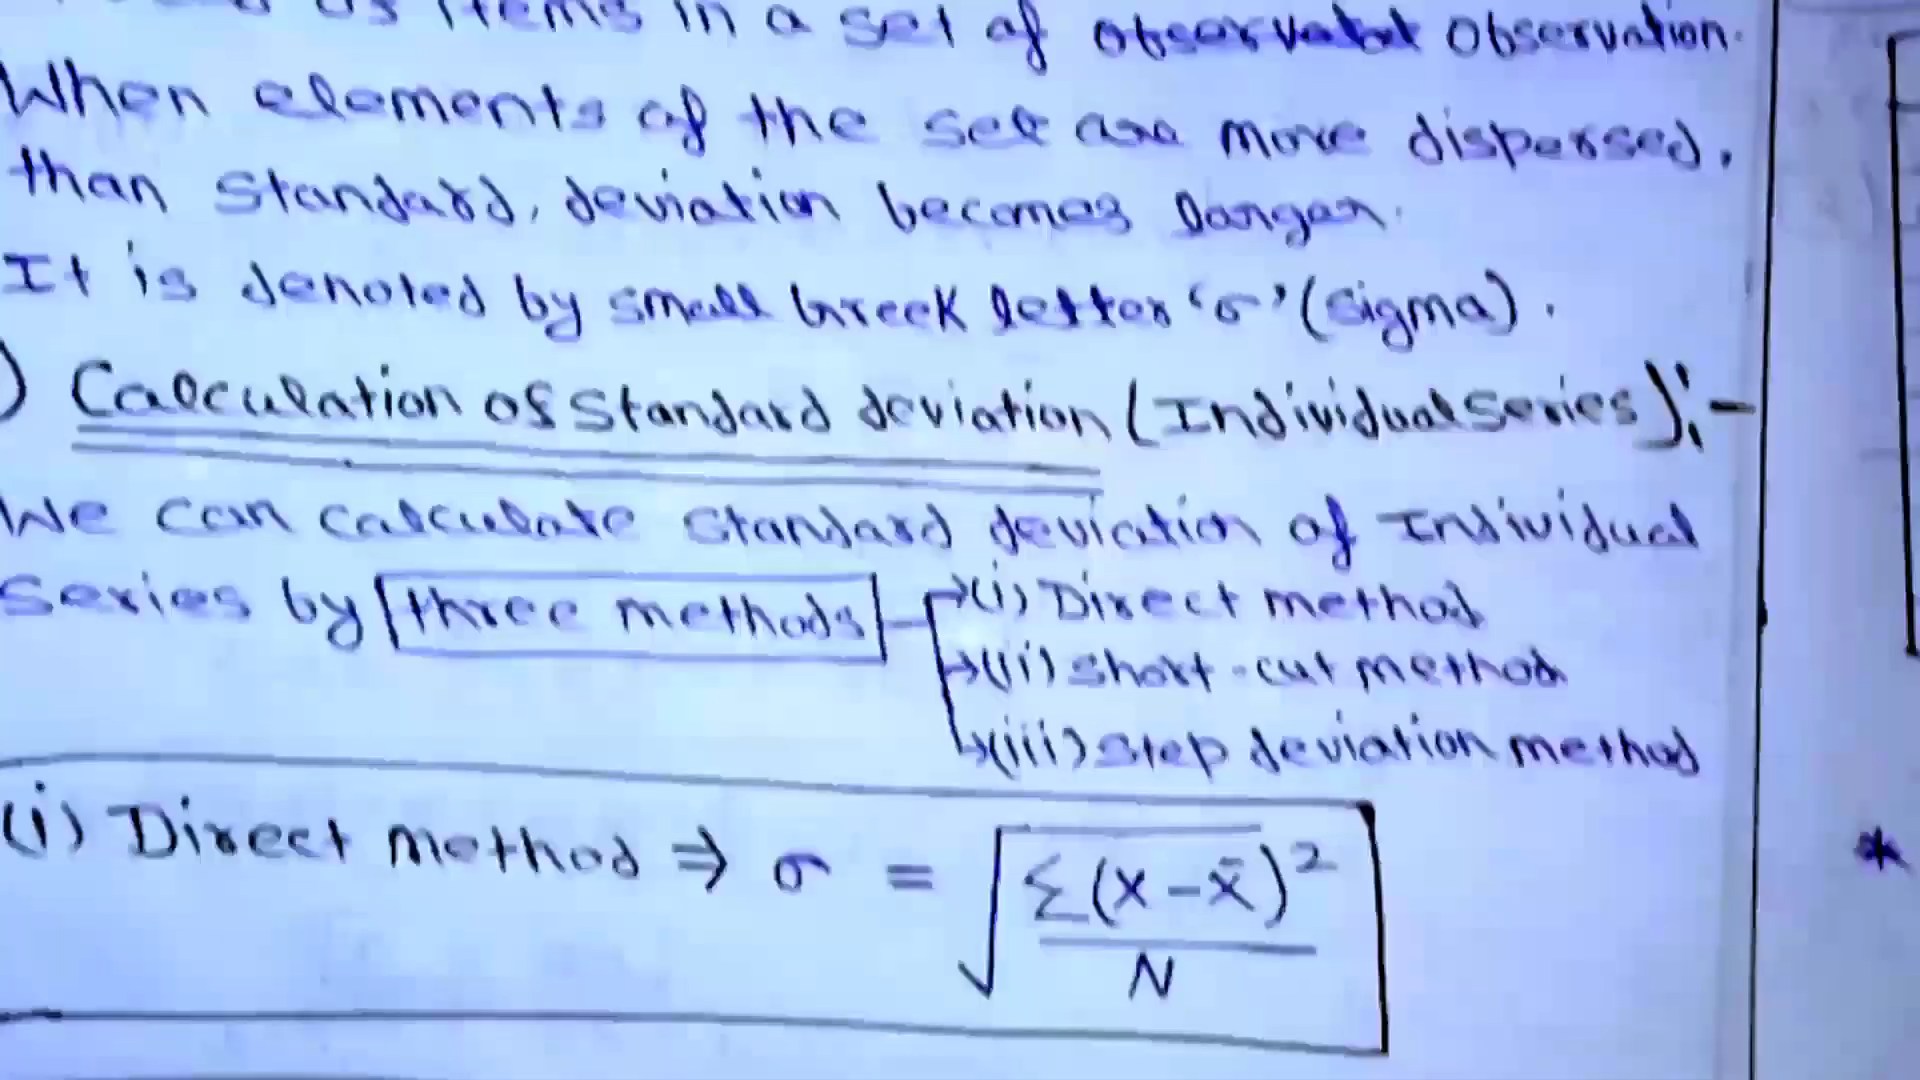 items in a set of observatat observation.
When elements of the set are more dispersed,
than standard, deviation becomes larger.
It is denoted by small Greek letter 'σ' (sigma).
) Calculation of Standard deviation (Individual series):-
We can calculate standard deviation of Individual
series by three methods → (i) Direct method
→ (ii) short-cut method
→ (iii) step deviation method
(i) Direct method ⇒ σ = √(Σ(x-x̄)²/N)
*